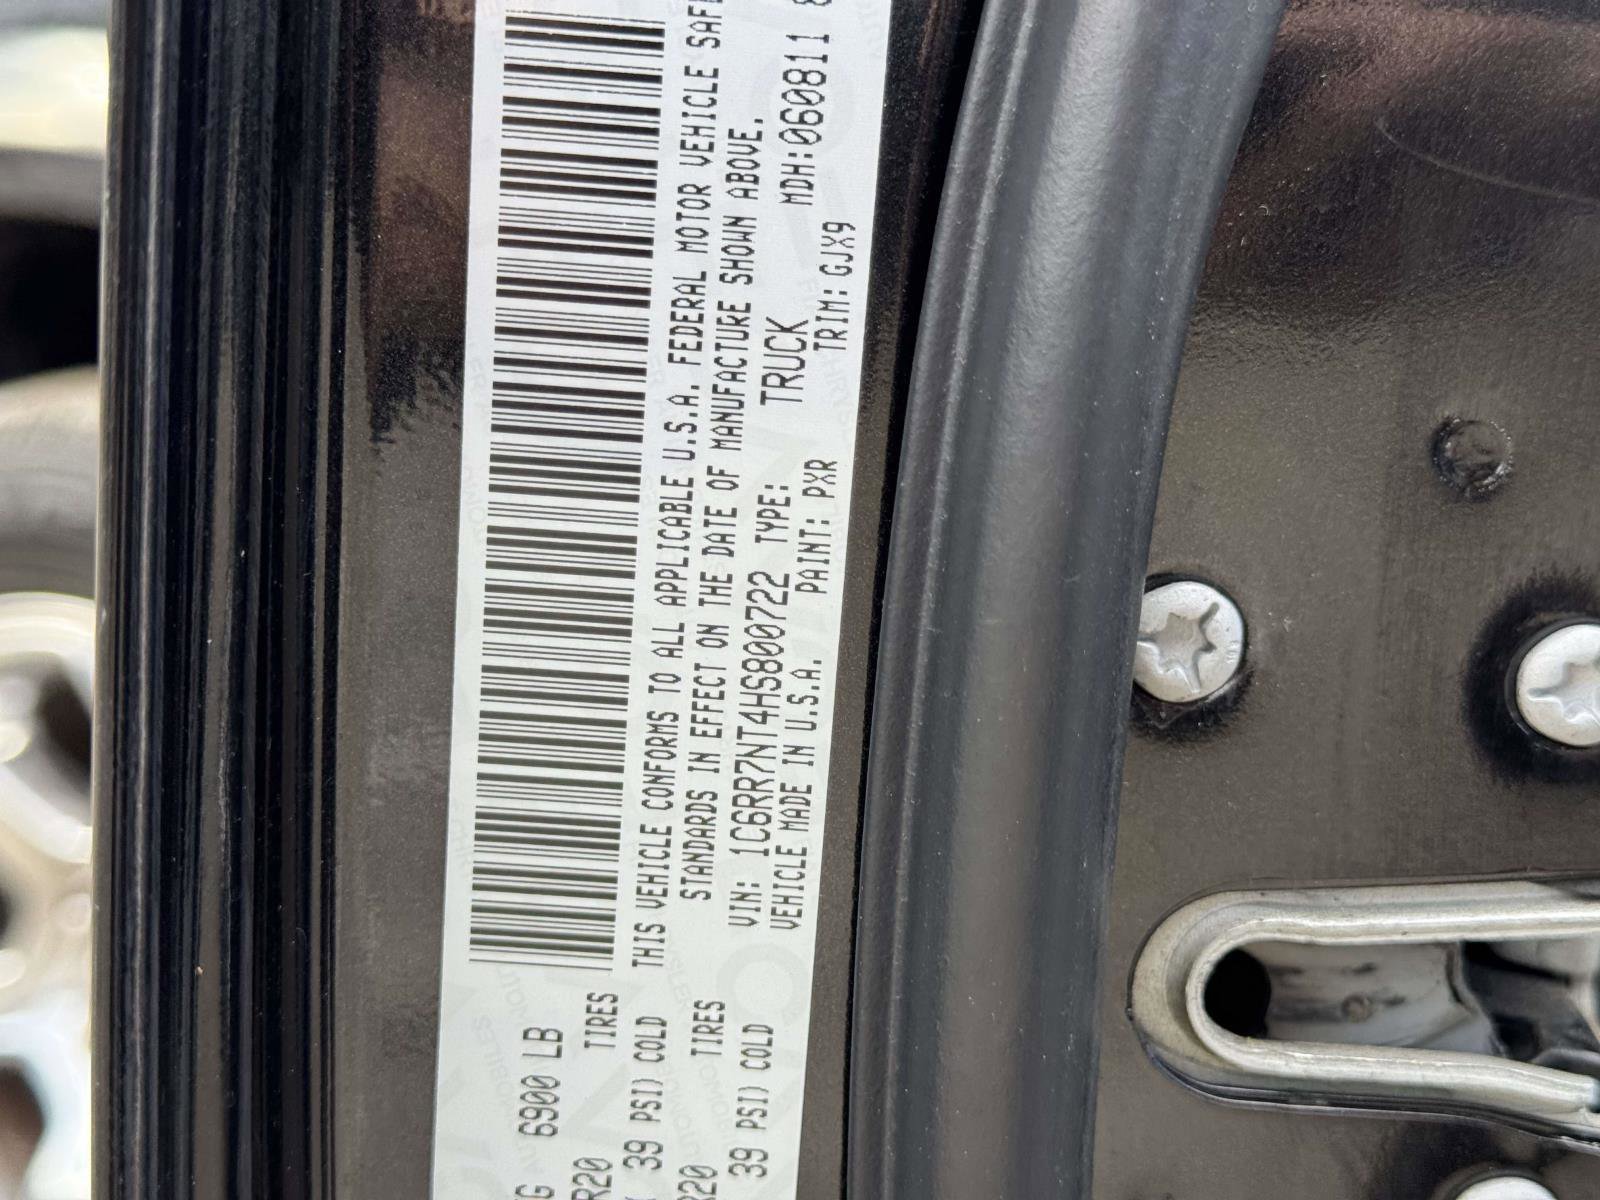 6900 LB
R20 TIRES
39 PSI) COLD
R20 TIRES
39 PSI) COLD
THIS VEHICLE CONFORMS TO ALL APPLICABLE U.S.A. FEDERAL MOTOR VEHICLE SAFE
STANDARDS IN EFFECT ON THE DATE OF MANUFACTURE SHOWN ABOVE.
VIN: 1C6RR7NT4HS800722 TYPE: TRUCK MDH:060811 8
VEHICLE MADE IN U.S.A. PAINT: PXR TRIM: GJX9